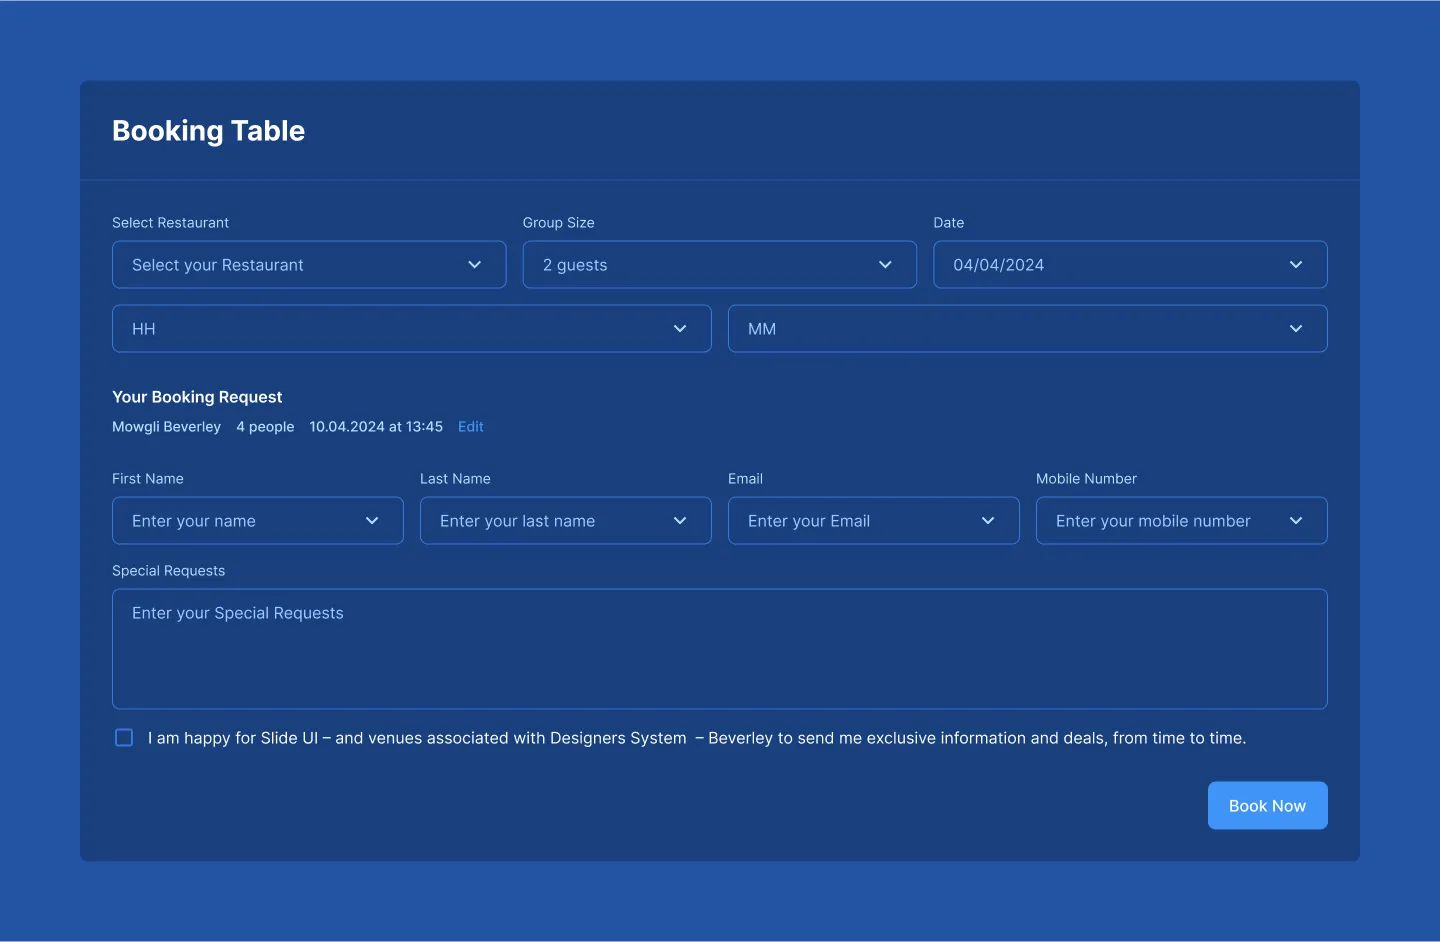 Booking Table
Select Restaurant Group Size Date
Select your Restaurant 2 guests 04/04/2024
HH MM
Your Booking Request
Mowgli Beverley 4 people 10.04.2024 at 13:45 Edit
First Name Last Name Email Mobile Number
Enter your name Enter your last name Enter your Email Enter your mobile number
Special Requests
Enter your Special Requests
I am happy for Slide UI – and venues associated with Designers System – Beverley to send me exclusive information and deals, from time to time.
Book Now